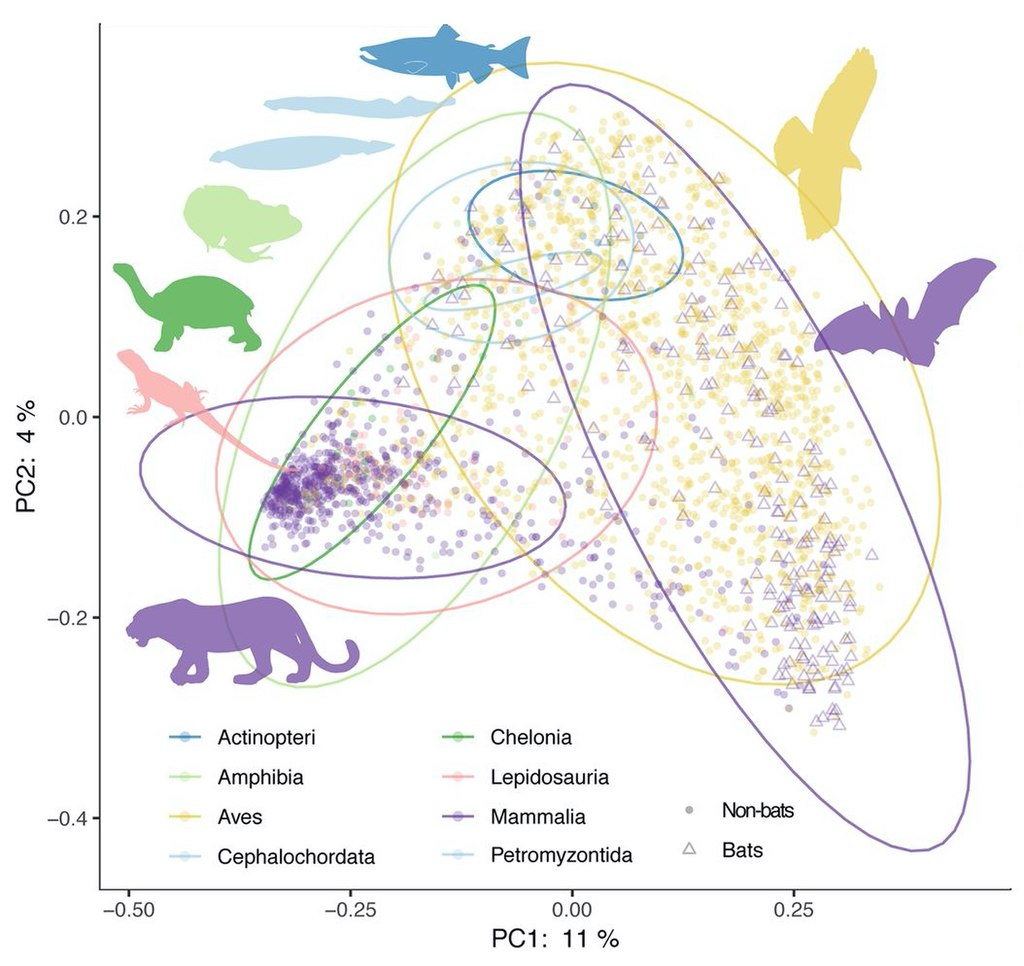 PC2: 4 %
0.2
0.0
−0.2
−0.4
Actinopteri
Amphibia
Aves
Cephalochordata
Chelonia
Lepidosauria
Mammalia
Petromyzontida
Non-bats
Bats
−0.50
−0.25
0.00
0.25
PC1: 11 %